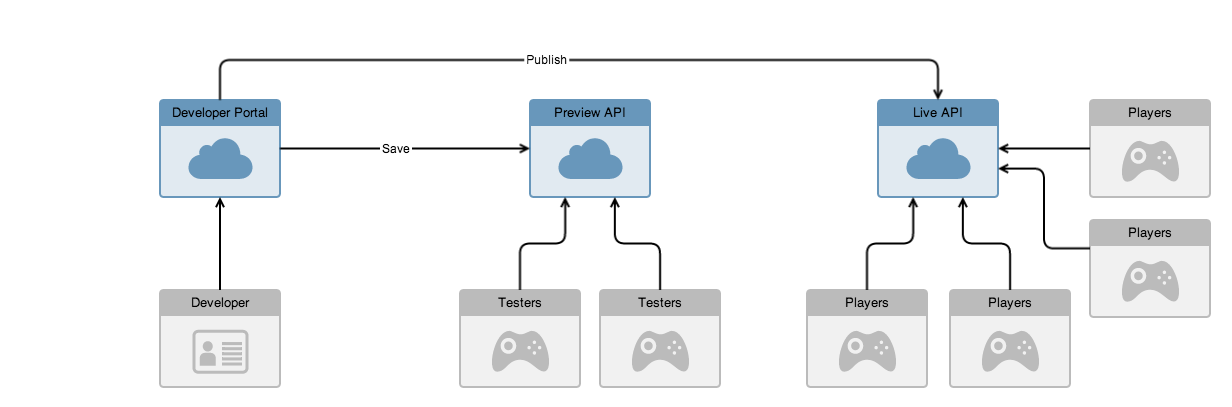 Publish
Developer Portal
Preview API
Live API
Players
Save
Players
Developer
Testers
Testers
Players
Players